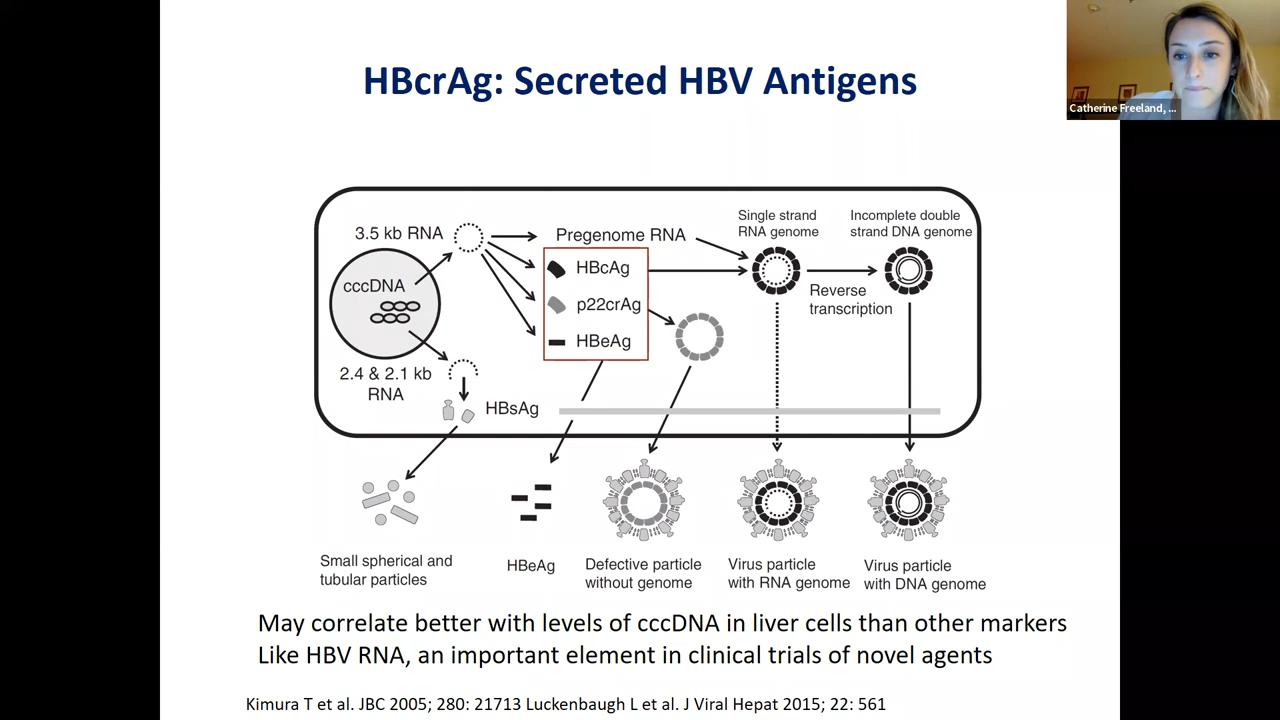 HBcrAg: Secreted HBV Antigens
Catherine Freeland, ...
Single strand
RNA genome
Incomplete double
strand DNA genome
3.5 kb RNA
Pregenome RNA
HBcAg
cccDNA
Reverse
transcription
p22crAg
HBeAg
2.4 & 2.1 kb
RNA
HBsAg
Small spherical and
tubular particles
HBeAg
Defective particle
without genome
Virus particle
with RNA genome
Virus particle
with DNA genome
May correlate better with levels of cccDNA in liver cells than other markers
Like HBV RNA, an important element in clinical trials of novel agents
Kimura T et al. JBC 2005; 280: 21713 Luckenbaugh L et al. J Viral Hepat 2015; 22: 561